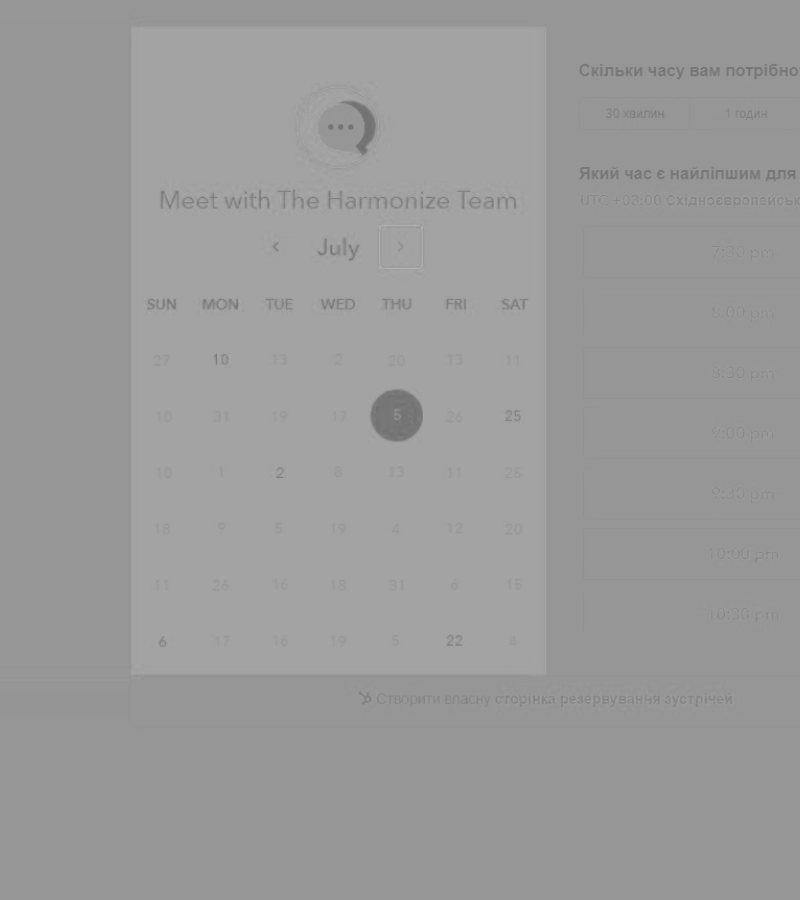 Meet with The Harmonize Team
July
SUN MON TUE WED THU FRI SAT
27 10 13 2 20 13 11
10 31 19 17 5 26 25
10 1 2 8 13 11 25
18 9 5 19 4 12 20
11 26 16 18 31 6 15
6 17 16 19 5 22 4
Скільки часу вам потрібно
30 хвилин 1 годин
Який час є найліпшим для
UTC +03:00
7:30 pm
8:00 pm
8:30 pm
9:00 pm
9:30 pm
10:00 pm
10:30 pm
Створити власну сторінка резервування зустрічей